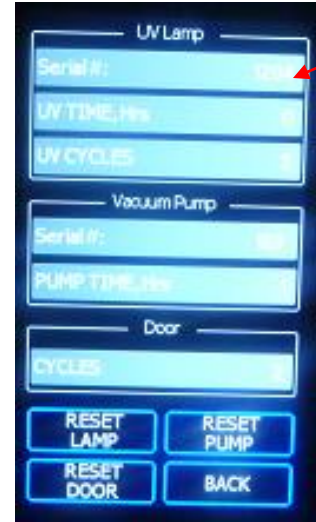 UV Lamp
Serial #:
UV TIME, Hrs
UV CYCLES
Vacuum Pump
Serial #:
PUMP TIME, Hrs
Door
CYCLES
RESET LAMP
RESET PUMP
RESET DOOR
BACK